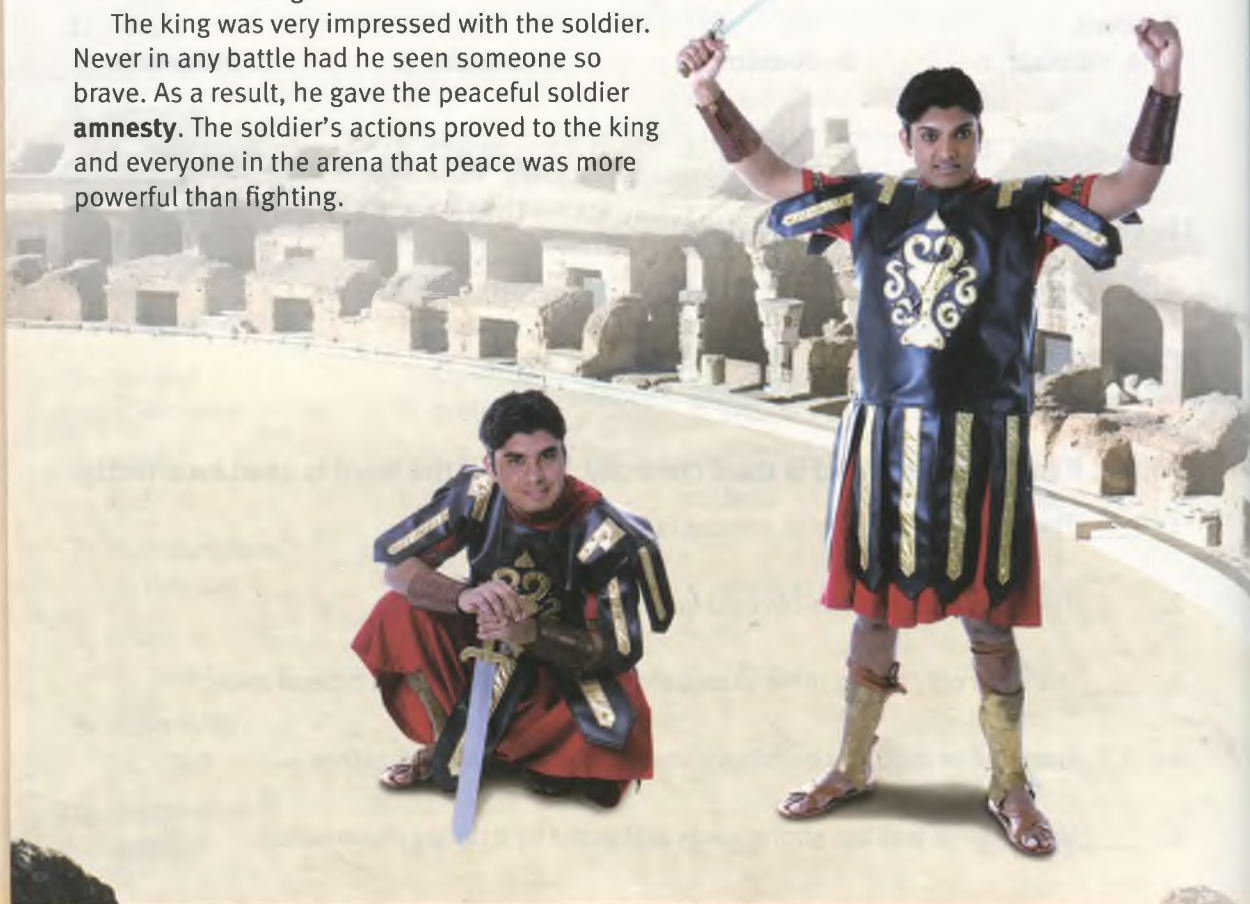 The king was very impressed with the soldier.
Never in any battle had he seen someone so
brave. As a result, he gave the peaceful soldier
amnesty. The soldier's actions proved to the king
and everyone in the arena that peace was more
powerful than fighting.